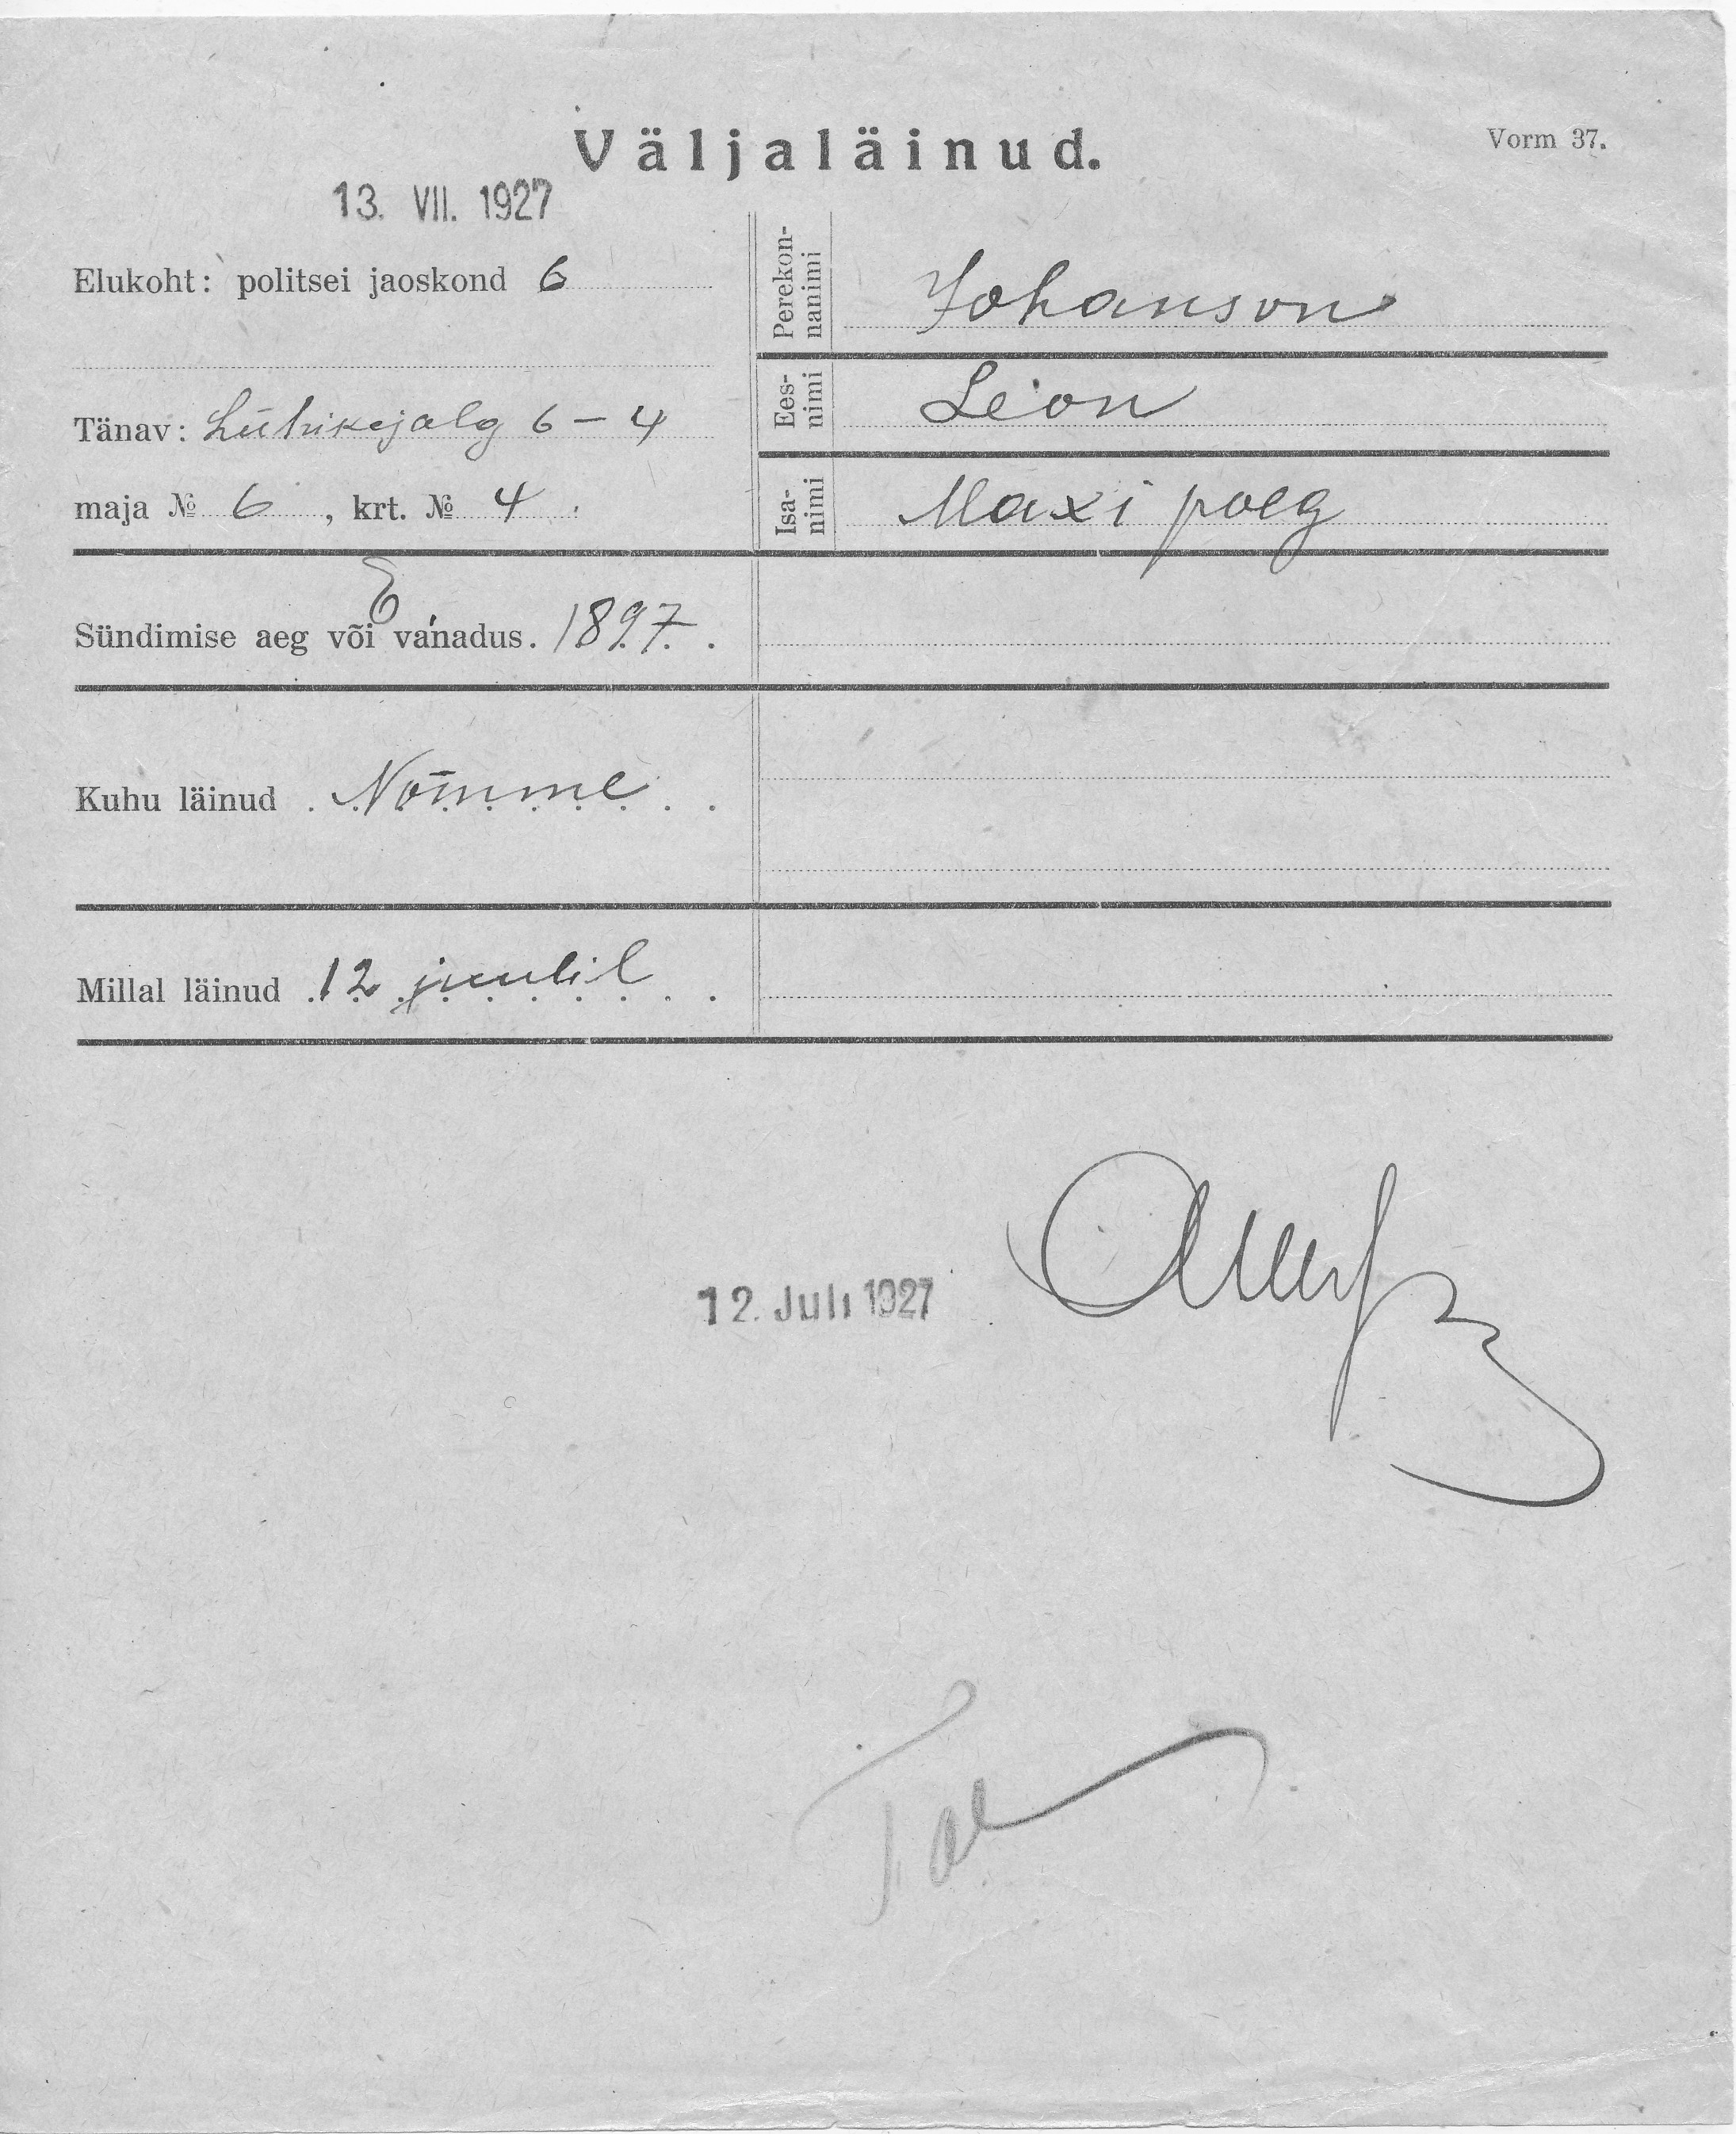 Väljaläinud.
Vorm 37.
13. VII. 1927
Elukoht: politsei jaoskond 6
Tänav: Lühikejalg 6 – 4
maja № 6, krt. № 4.
Perekon-
nanimi
Johanson
Ees-
nimi
Leon
Isa-
nimi
Maxi poeg
E
Sündimise aeg või vanadus. 1897.
Kuhu läinud Nõmme
Millal läinud 12 juulil
12. Juli 1927